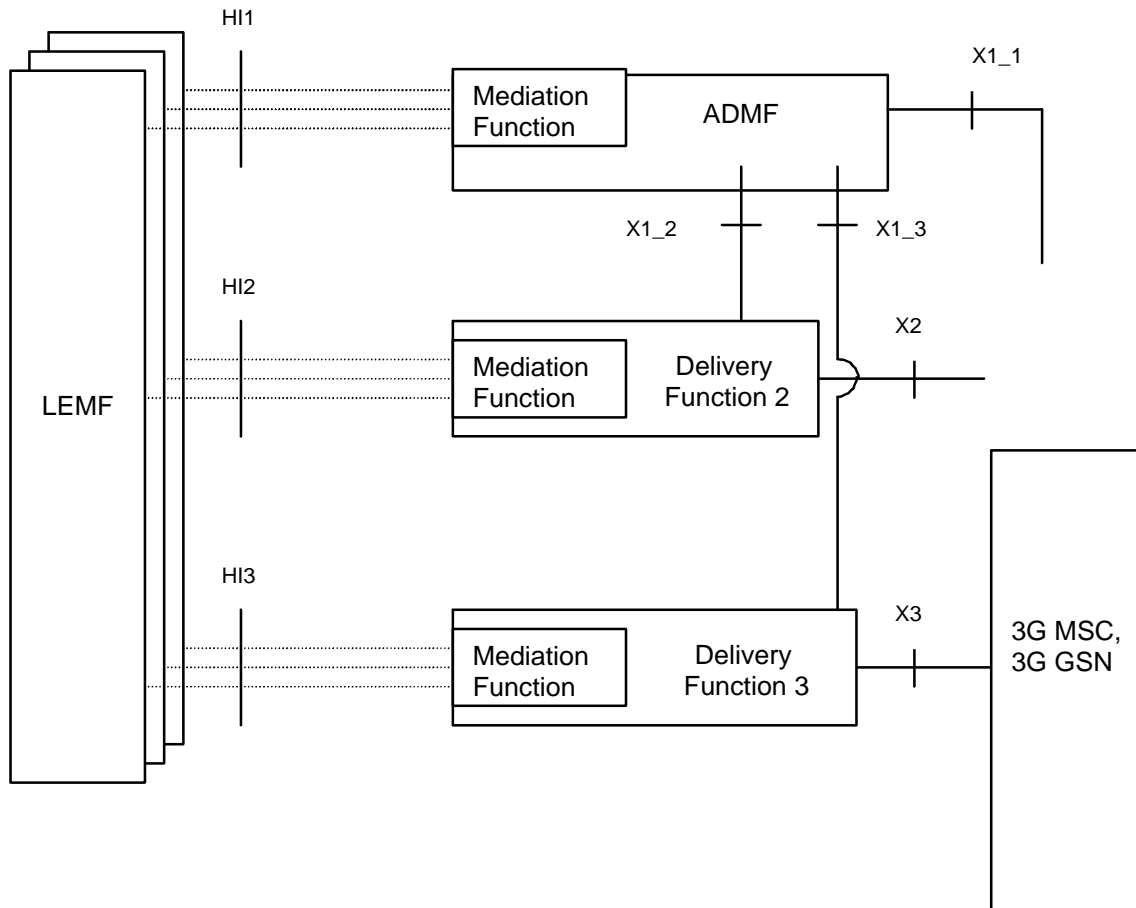 HI1
X1_1
Mediation
Function
ADMF
X1_2
X1_3
HI2
X2
Mediation
Function
Delivery
Function 2
LEMF
HI3
X3
Mediation
Function
Delivery
Function 3
3G MSC,
3G GSN